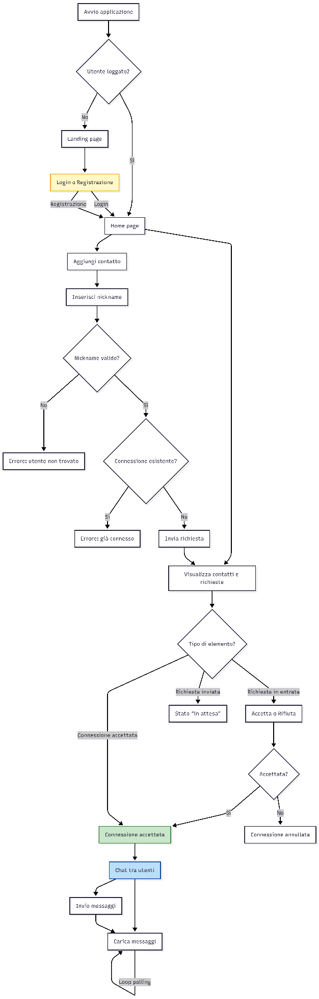 Avvio applicazione
Utente loggato?
No
Landing page
Sì
Login o Registrazione
Registrazione
Login
Home page
Aggiungi contatto
Inserisci nickname
Nickname valido?
No
Sì
Errore: utente non trovato
Connessione esistente?
Sì
No
Errore: già connesso
Invia richiesta
Visualizza contatti e
richieste
Tipo di elemento?
Richiesta inviata
Richiesta in entrata
Stato “in attesa”
Accetta o Rifiuta
Connessione accettata
Accettata?
Sì
No
Connessione accettata
Connessione annullata
Chat tra utenti
Invio messaggi
Carica messaggi
Loop polling